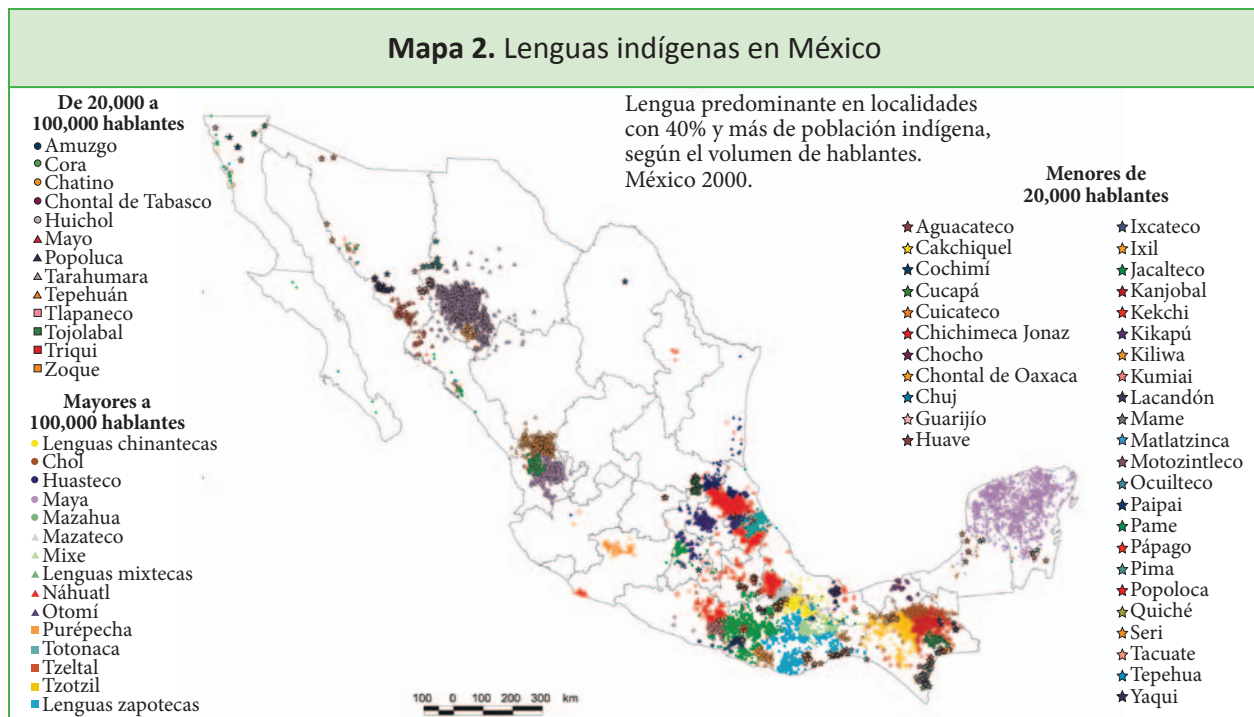 Mapa 2. Lenguas indígenas en México
De 20,000 a
100,000 hablantes
Amuzgo
Cora
Chatino
Chontal de Tabasco
Huichol
Mayo
Popoluca
Tarahumara
Tepehuán
Tlapaneco
Tojolabal
Triqui
Zoque
Mayores a
100,000 hablantes
Lenguas chinantecas
Chol
Huasteco
Maya
Mazahua
Mazateco
Mixe
Lenguas mixtecas
Náhuatl
Otomí
Purépecha
Totonaca
Tzeltal
Tzotzil
Lenguas zapotecas
Lengua predominante en localidades
con 40% y más de población indígena,
según el volumen de hablantes.
México 2000.
Menores de
20,000 hablantes
Aguacateco
Cakchiquel
Cochimí
Cucapá
Cuicateco
Chichimeca Jonaz
Chocho
Chontal de Oaxaca
Chuj
Guarijío
Huave
Ixcateco
Ixil
Jacalteco
Kanjobal
Kekchi
Kikapú
Kiliwa
Kumiai
Lacandón
Mame
Matlatzinca
Motozintleco
Ocuilteco
Paipai
Pame
Pápago
Pima
Popoloca
Quiché
Seri
Tacuate
Tepehua
Yaqui
100 0 100 200 300 km